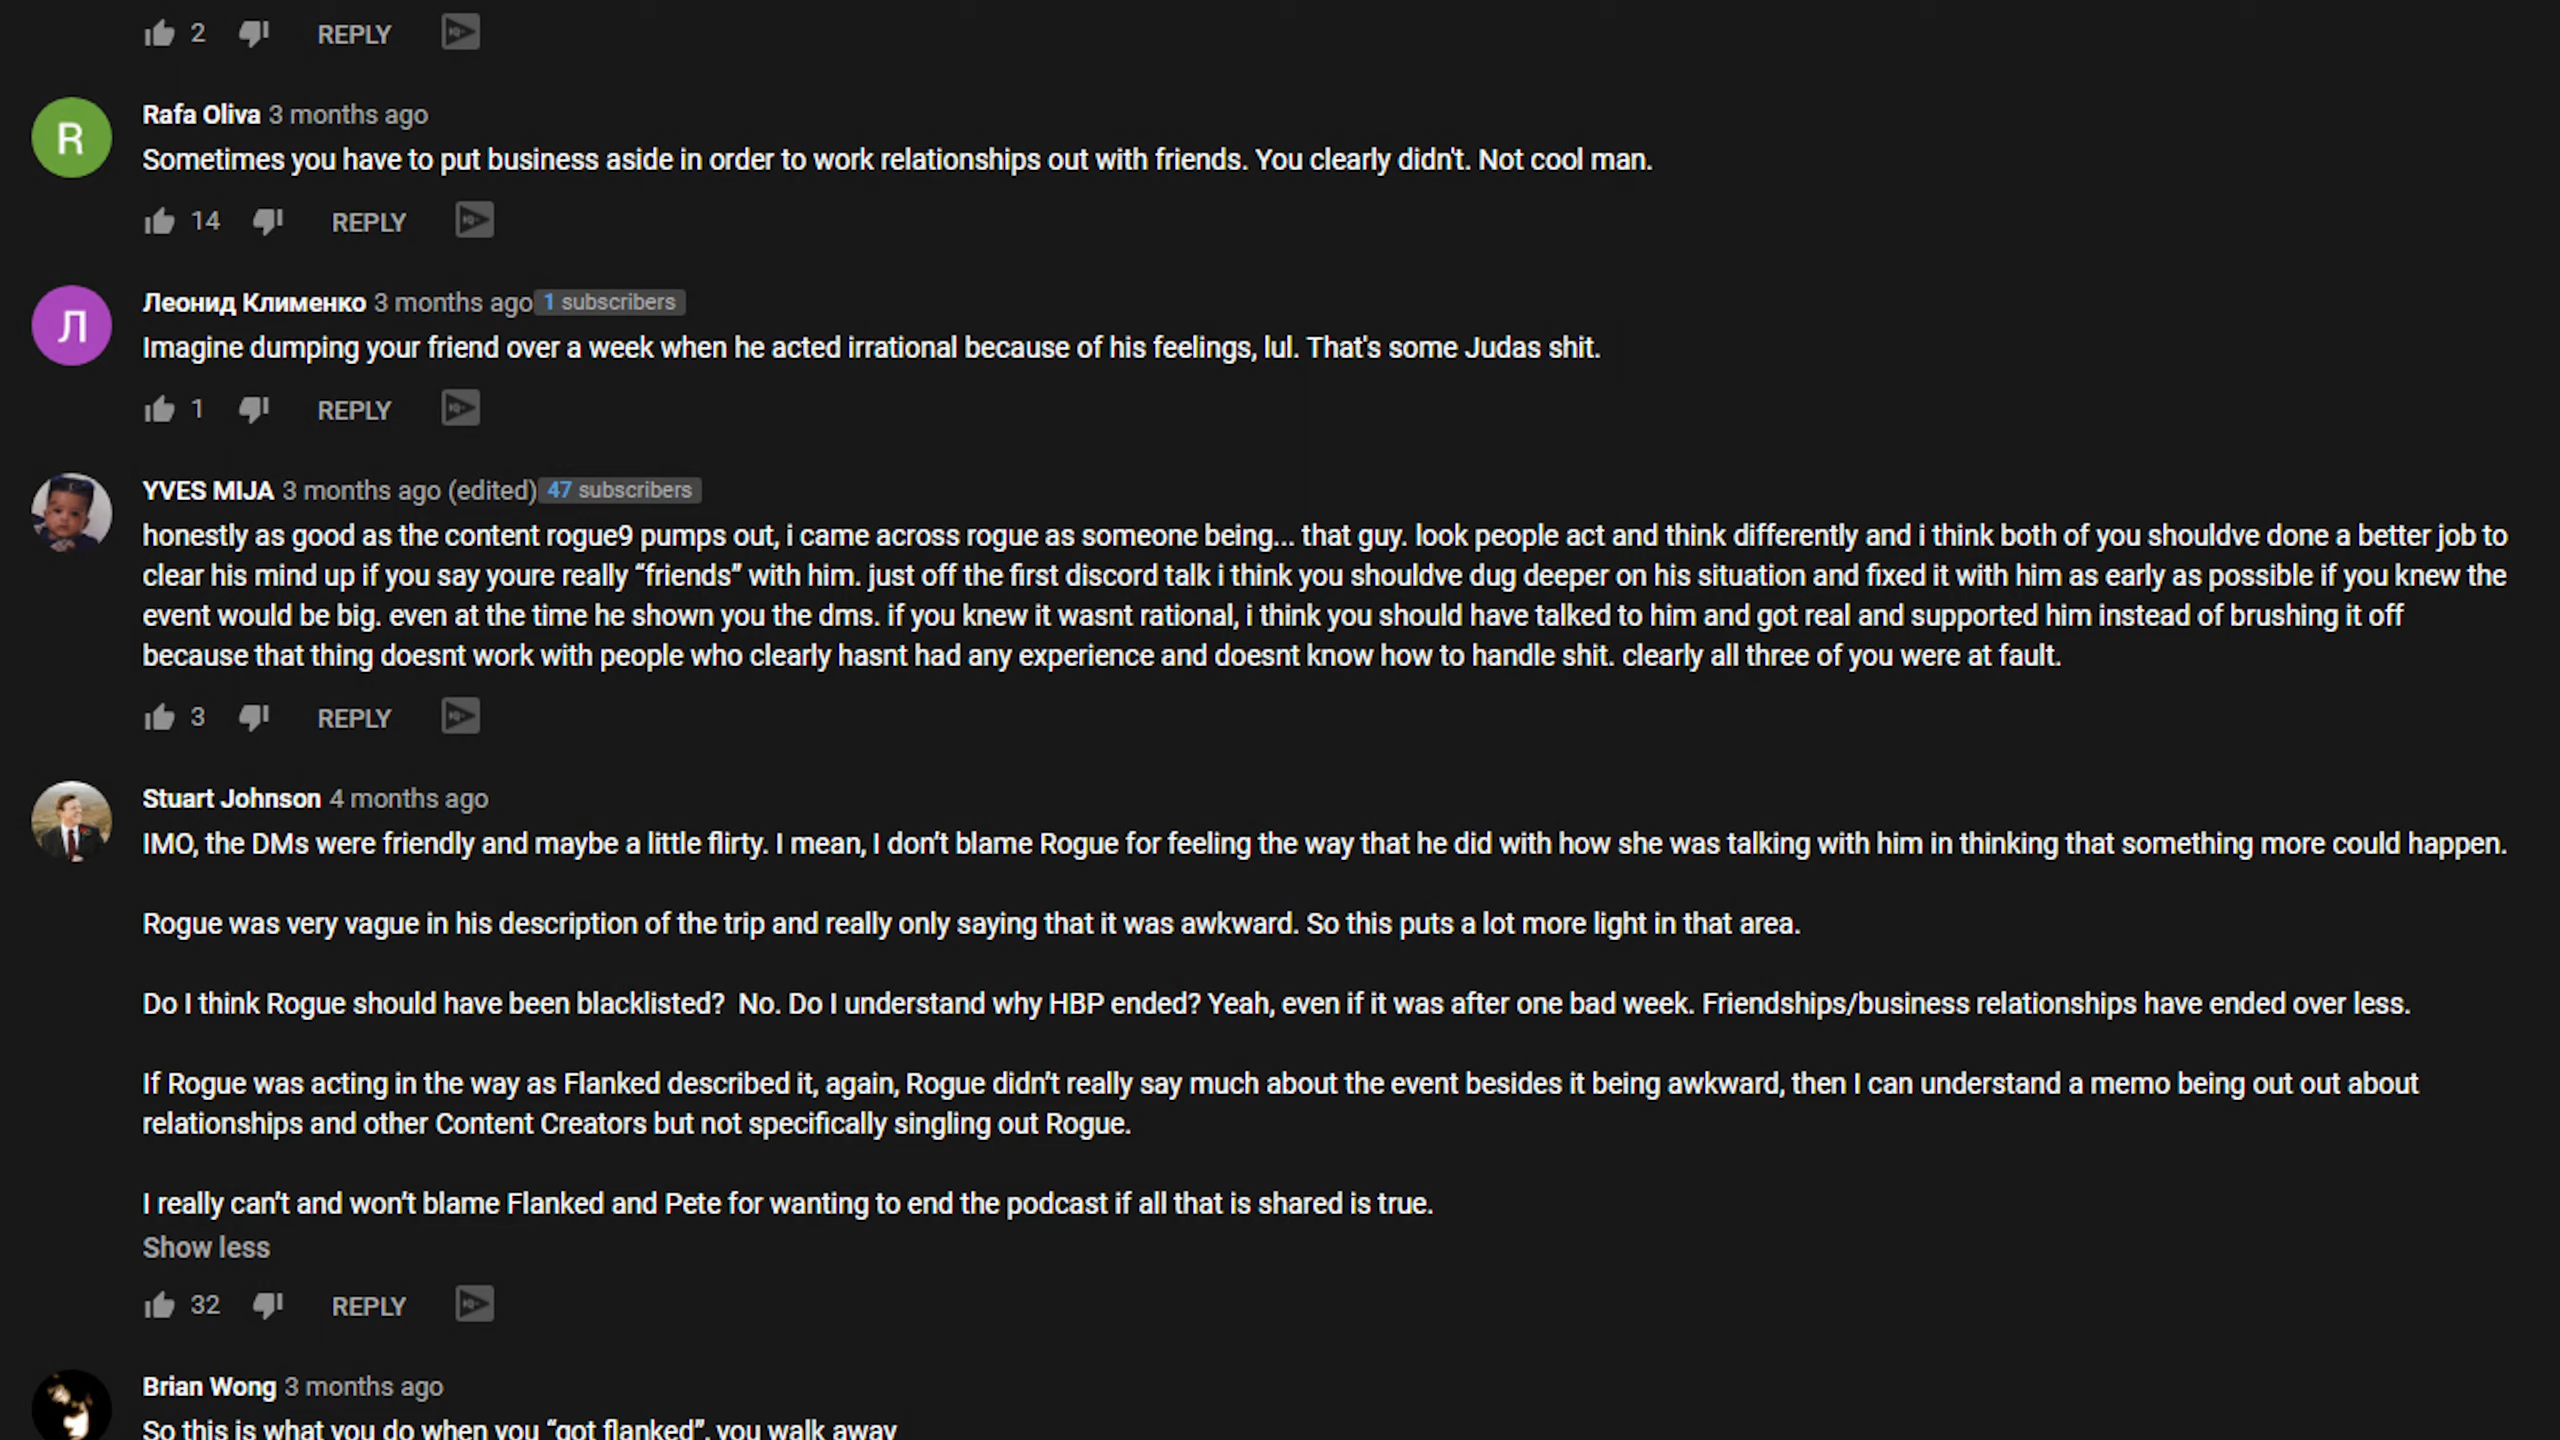 2 REPLY
R
Rafa Oliva 3 months ago
Sometimes you have to put business aside in order to work relationships out with friends. You clearly didn't. Not cool man.
14 REPLY
Л
Леонид Клименко 3 months ago 1 subscribers
Imagine dumping your friend over a week when he acted irrational because of his feelings, lul. That's some Judas shit.
1 REPLY
YVES MIJA 3 months ago (edited) 47 subscribers
honestly as good as the content rogue9 pumps out, i came across rogue as someone being... that guy. look people act and think differently and i think both of you shouldve done a better job to
clear his mind up if you say youre really “friends” with him. just off the first discord talk i think you shouldve dug deeper on his situation and fixed it with him as early as possible if you knew the
event would be big. even at the time he shown you the dms. if you knew it wasnt rational, i think you should have talked to him and got real and supported him instead of brushing it off
because that thing doesnt work with people who clearly hasnt had any experience and doesnt know how to handle shit. clearly all three of you were at fault.
3 REPLY
Stuart Johnson 4 months ago
IMO, the DMs were friendly and maybe a little flirty. I mean, I don’t blame Rogue for feeling the way that he did with how she was talking with him in thinking that something more could happen.
Rogue was very vague in his description of the trip and really only saying that it was awkward. So this puts a lot more light in that area.
Do I think Rogue should have been blacklisted?  No. Do I understand why HBP ended? Yeah, even if it was after one bad week. Friendships/business relationships have ended over less.
If Rogue was acting in the way as Flanked described it, again, Rogue didn’t really say much about the event besides it being awkward, then I can understand a memo being out out about
relationships and other Content Creators but not specifically singling out Rogue.
I really can’t and won’t blame Flanked and Pete for wanting to end the podcast if all that is shared is true.
Show less
32 REPLY
Brian Wong 3 months ago
So this is what you do when you “got flanked”, you walk away